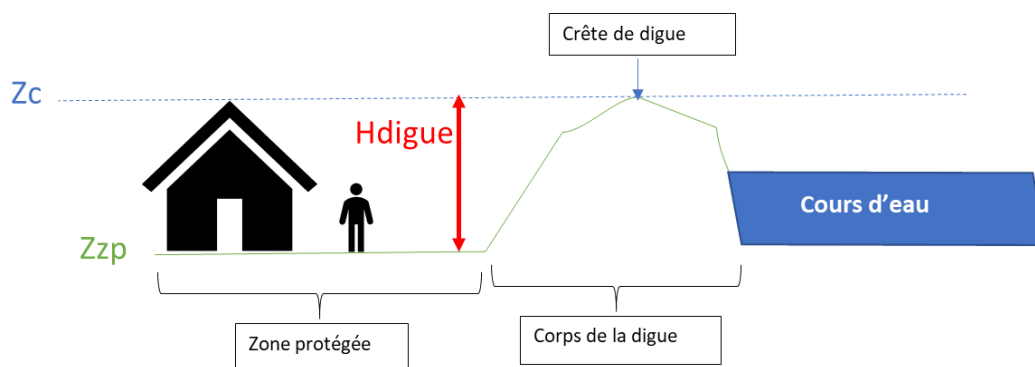 Crête de digue
Zc
Hdigue
Cours d'eau
Zzp
Zone protégée
Corps de la digue